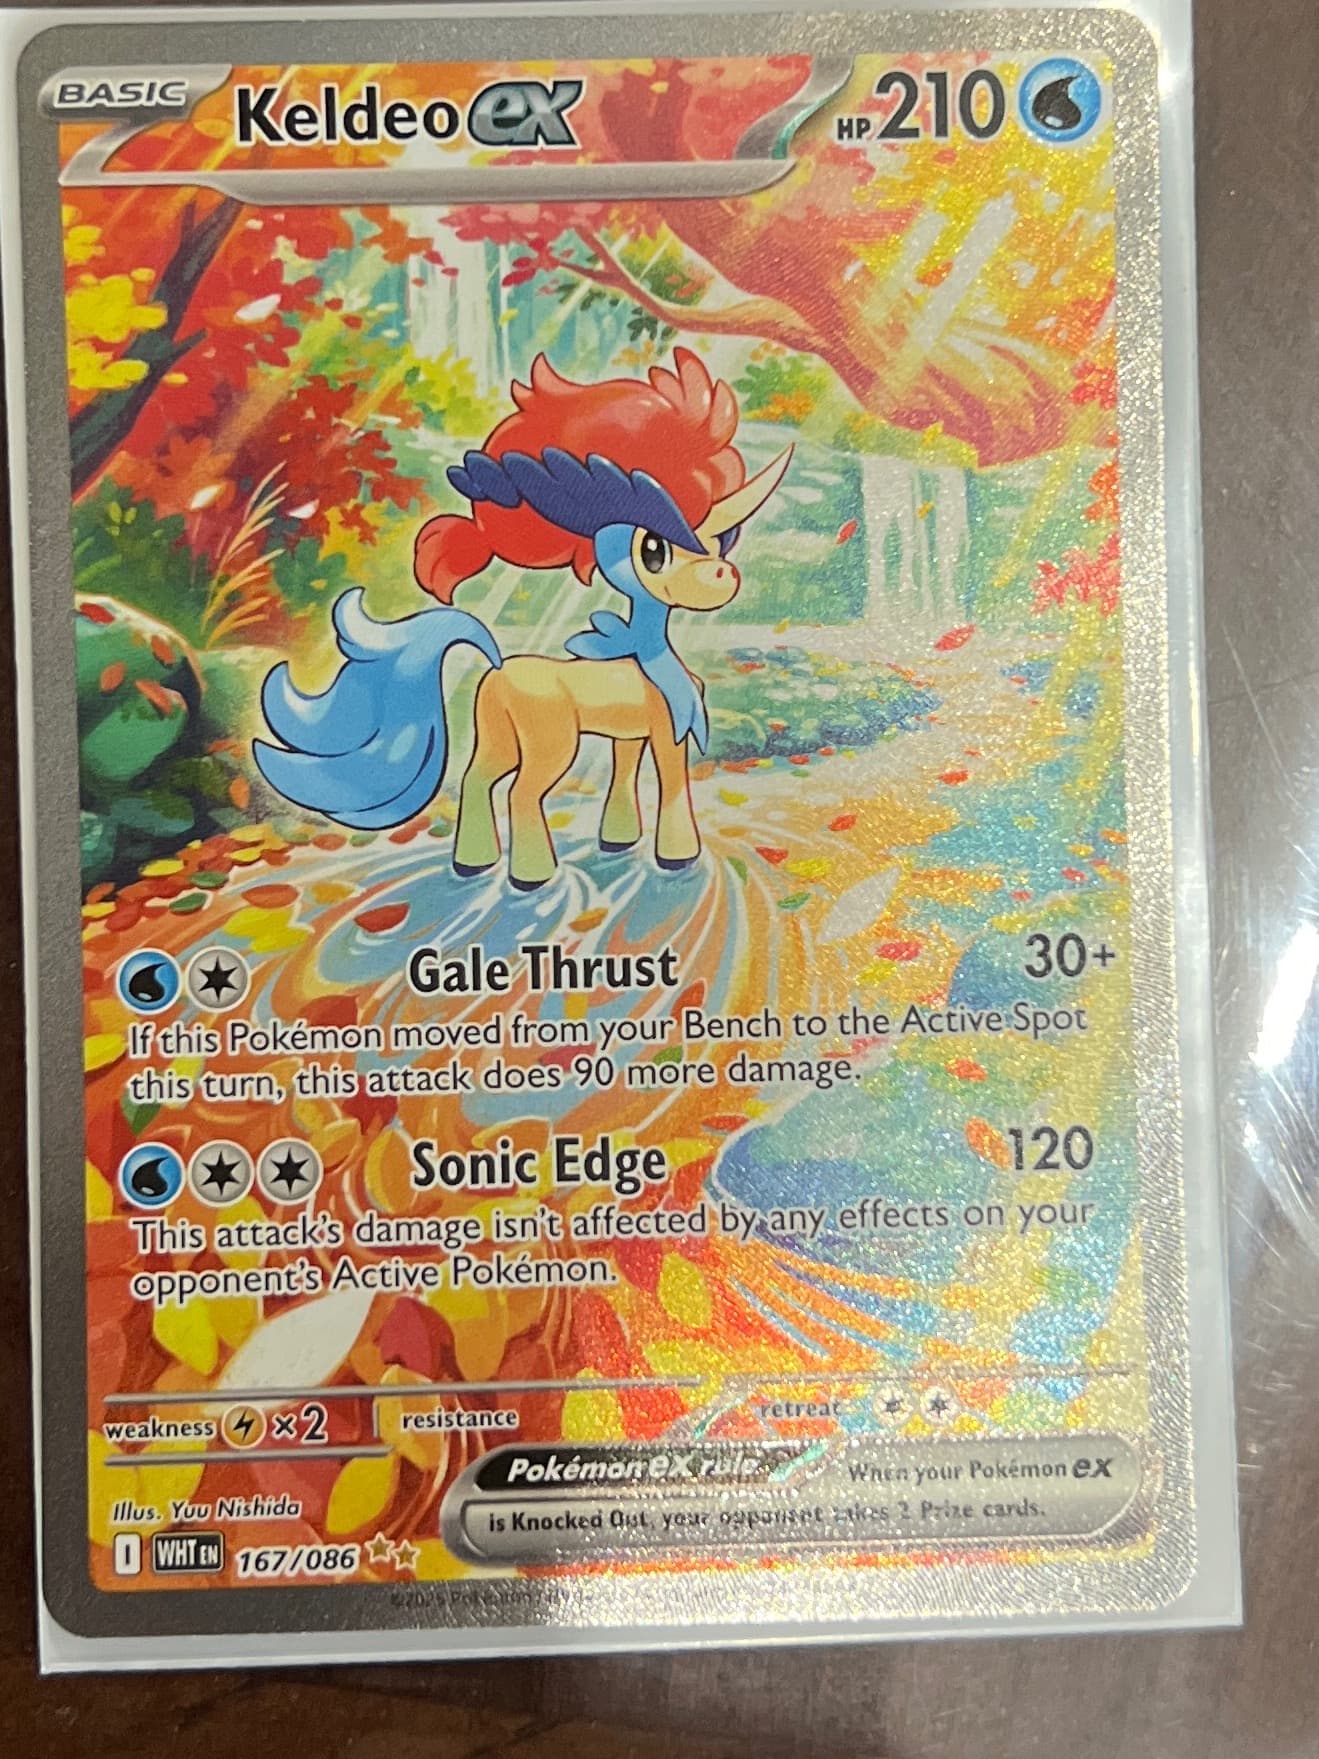 BASIC Keldeo ex HP 210
Gale Thrust 30+
If this Pokémon moved from your Bench to the Active Spot
this turn, this attack does 90 more damage.
Sonic Edge 120
This attack's damage isn't affected by any effects on your
opponent's Active Pokémon.
weakness ×2 resistance retreat
Pokémon ex rule When your Pokémon ex
is Knocked Out, your opponent takes 2 Prize cards.
Illus. Yuu Nishida
I WHT EN 167/086
©2025 Pokémon